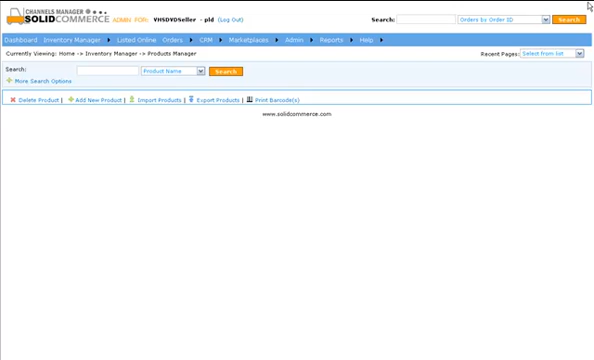 CHANNELS MANAGER
SOLIDCOMMERCE ADMIN FOR: VHSDVDSeller - pld (Log Out) Search: Orders by Order ID Search
Dashboard Inventory Manager Listed Online Orders CRM Marketplaces Admin Reports Help
Currently Viewing: Home -> Inventory Manager -> Products Manager Recent Pages: Select from list
Search: Product Name Search
More Search Options
Delete Product | Add New Product | Import Products | Export Products | Print Barcode(s)
www.solidcommerce.com